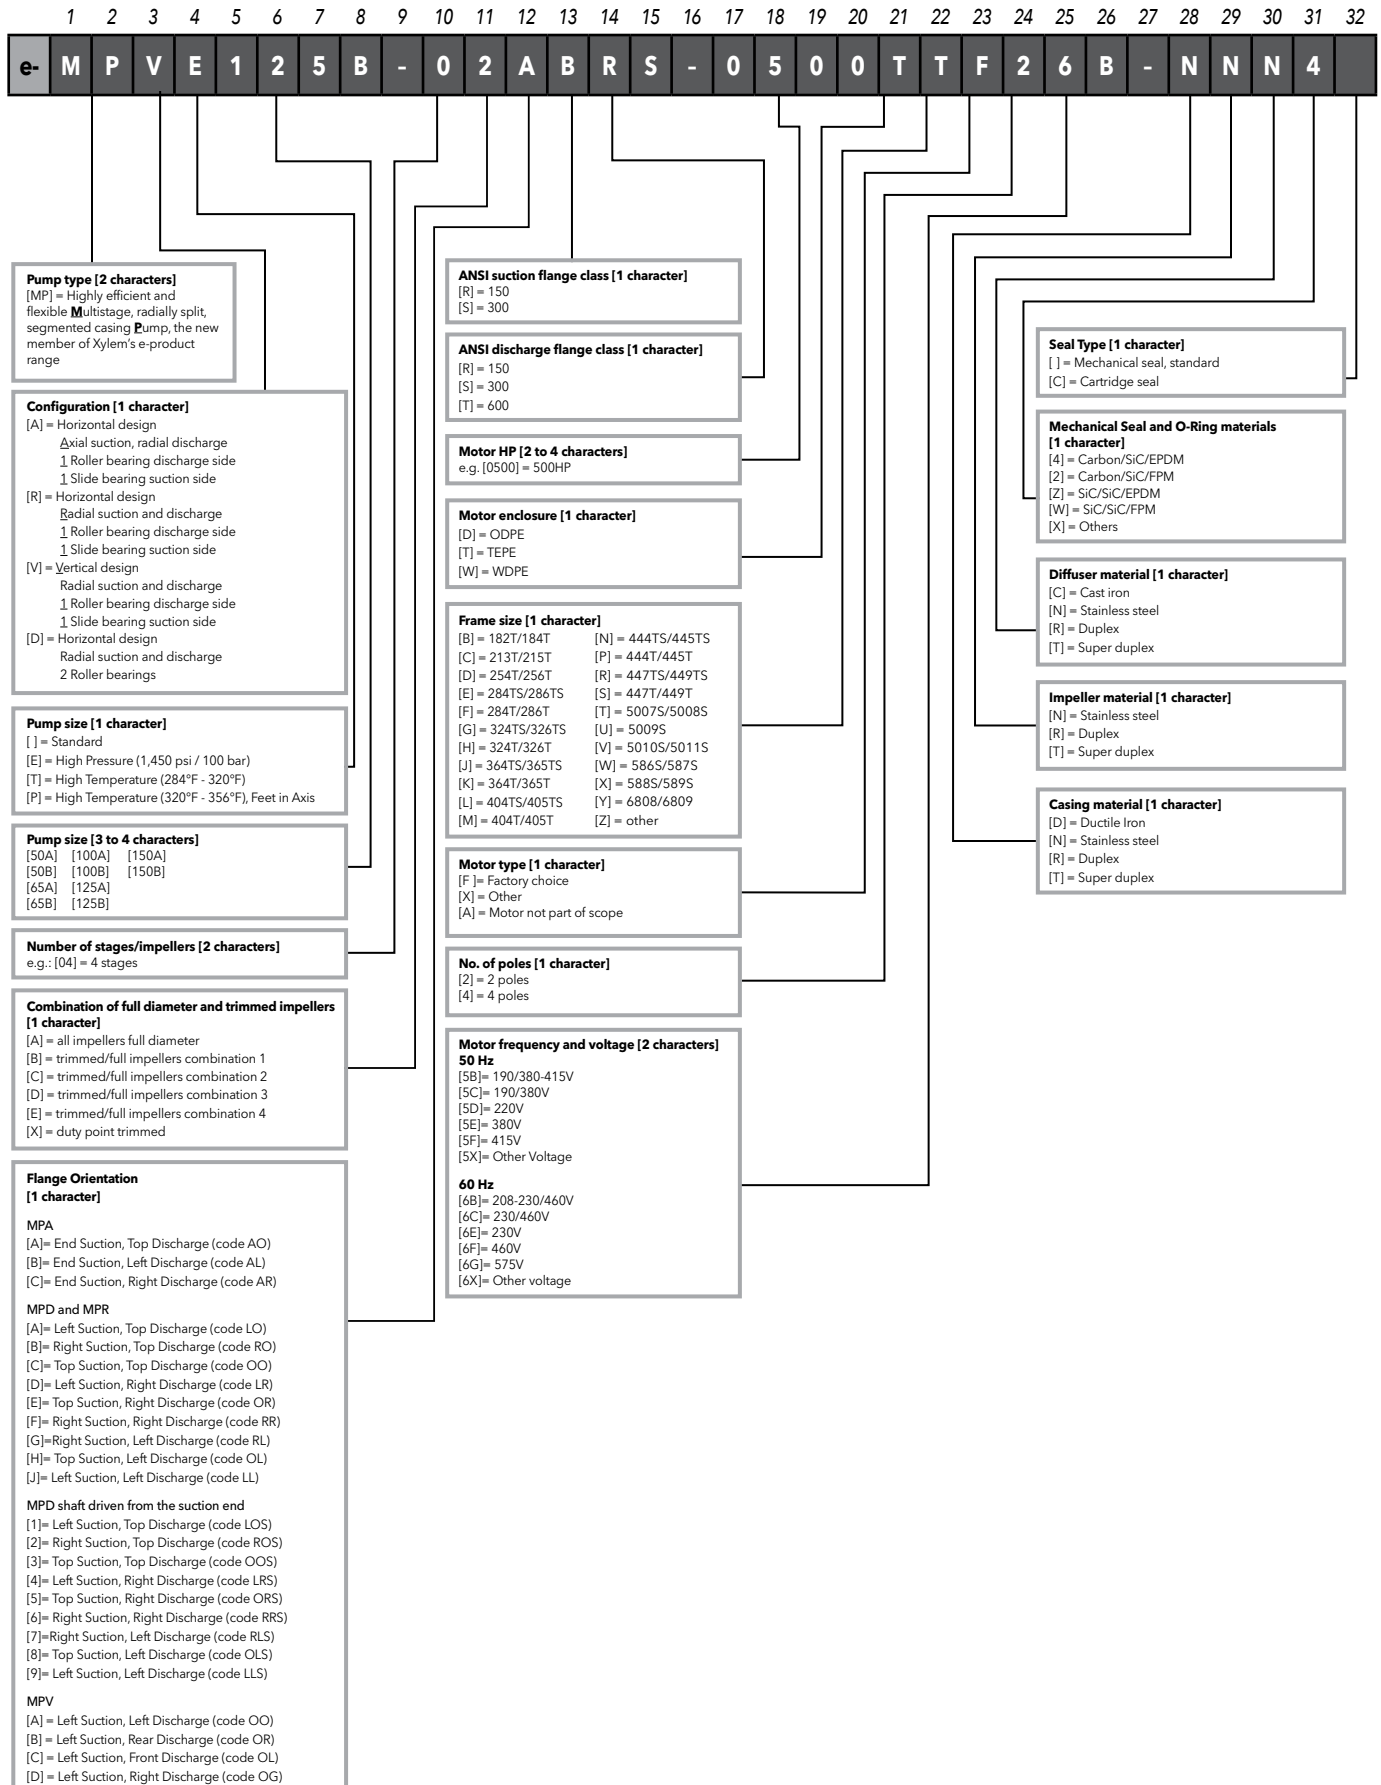 1 2 3 4 5 6 7 8 9 10 11 12 13 14 15 16 17 18 19 20 21 22 23 24 25 26 27 28 29 30 31 32
e- M P V E 1 2 5 B - 0 2 A B R S - 0 5 0 0 T T F 2 6 B - N N N 4
Pump type [2 characters]
[MP] = Highly efficient and
flexible Multistage, radially split,
segmented casing Pump, the new
member of Xylem's e-product
range
Configuration [1 character]
[A] = Horizontal design
Axial suction, radial discharge
1 Roller bearing discharge side
1 Slide bearing suction side
[R] = Horizontal design
Radial suction and discharge
1 Roller bearing discharge side
1 Slide bearing suction side
[V] = Vertical design
Radial suction and discharge
1 Roller bearing discharge side
1 Slide bearing suction side
[D] = Horizontal design
Radial suction and discharge
2 Roller bearings
Pump size [1 character]
[ ] = Standard
[E] = High Pressure (1,450 psi / 100 bar)
[T] = High Temperature (284°F - 320°F)
[P] = High Temperature (320°F - 356°F), Feet in Axis
Pump size [3 to 4 characters]
[50A] [100A] [150A]
[50B] [100B] [150B]
[65A] [125A]
[65B] [125B]
Number of stages/impellers [2 characters]
e.g.: [04] = 4 stages
Combination of full diameter and trimmed impellers
[1 character]
[A] = all impellers full diameter
[B] = trimmed/full impellers combination 1
[C] = trimmed/full impellers combination 2
[D] = trimmed/full impellers combination 3
[E] = trimmed/full impellers combination 4
[X] = duty point trimmed
Flange Orientation
[1 character]
MPA
[A]= End Suction, Top Discharge (code AO)
[B]= End Suction, Left Discharge (code AL)
[C]= End Suction, Right Discharge (code AR)
MPD and MPR
[A]= Left Suction, Top Discharge (code LO)
[B]= Right Suction, Top Discharge (code RO)
[C]= Top Suction, Top Discharge (code OO)
[D]= Left Suction, Right Discharge (code LR)
[E]= Top Suction, Right Discharge (code OR)
[F]= Right Suction, Right Discharge (code RR)
[G]=Right Suction, Left Discharge (code RL)
[H]= Top Suction, Left Discharge (code OL)
[J]= Left Suction, Left Discharge (code LL)
MPD shaft driven from the suction end
[1]= Left Suction, Top Discharge (code LOS)
[2]= Right Suction, Top Discharge (code ROS)
[3]= Top Suction, Top Discharge (code OOS)
[4]= Left Suction, Right Discharge (code LRS)
[5]= Top Suction, Right Discharge (code ORS)
[6]= Right Suction, Right Discharge (code RRS)
[7]=Right Suction, Left Discharge (code RLS)
[8]= Top Suction, Left Discharge (code OLS)
[9]= Left Suction, Left Discharge (code LLS)
MPV
[A] = Left Suction, Left Discharge (code OO)
[B] = Left Suction, Rear Discharge (code OR)
[C] = Left Suction, Front Discharge (code OL)
[D] = Left Suction, Right Discharge (code OG)
ANSI suction flange class [1 character]
[R] = 150
[S] = 300
ANSI discharge flange class [1 character]
[R] = 150
[S] = 300
[T] = 600
Motor HP [2 to 4 characters]
e.g. [0500] = 500HP
Motor enclosure [1 character]
[D] = ODPE
[T] = TEPE
[W] = WDPE
Frame size [1 character]
[B] = 182T/184T [N] = 444TS/445TS
[C] = 213T/215T [P] = 444T/445T
[D] = 254T/256T [R] = 447TS/449TS
[E] = 284TS/286TS [S] = 447T/449T
[F] = 284T/286T [T] = 5007S/5008S
[G] = 324TS/326TS [U] = 5009S
[H] = 324T/326T [V] = 5010S/5011S
[J] = 364TS/365TS [W] = 586S/587S
[K] = 364T/365T [X] = 588S/589S
[L] = 404TS/405TS [Y] = 6808/6809
[M] = 404T/405T [Z] = other
Motor type [1 character]
[F ]= Factory choice
[X] = Other
[A] = Motor not part of scope
No. of poles [1 character]
[2] = 2 poles
[4] = 4 poles
Motor frequency and voltage [2 characters]
50 Hz
[5B]= 190/380-415V
[5C]= 190/380V
[5D]= 220V
[5E]= 380V
[5F]= 415V
[5X]= Other Voltage
60 Hz
[6B]= 208-230/460V
[6C]= 230/460V
[6E]= 230V
[6F]= 460V
[6G]= 575V
[6X]= Other voltage
Seal Type [1 character]
[ ] = Mechanical seal, standard
[C] = Cartridge seal
Mechanical Seal and O-Ring materials
[1 character]
[4] = Carbon/SiC/EPDM
[2] = Carbon/SiC/FPM
[Z] = SiC/SiC/EPDM
[W] = SiC/SiC/FPM
[X] = Others
Diffuser material [1 character]
[C] = Cast iron
[N] = Stainless steel
[R] = Duplex
[T] = Super duplex
Impeller material [1 character]
[N] = Stainless steel
[R] = Duplex
[T] = Super duplex
Casing material [1 character]
[D] = Ductile Iron
[N] = Stainless steel
[R] = Duplex
[T] = Super duplex